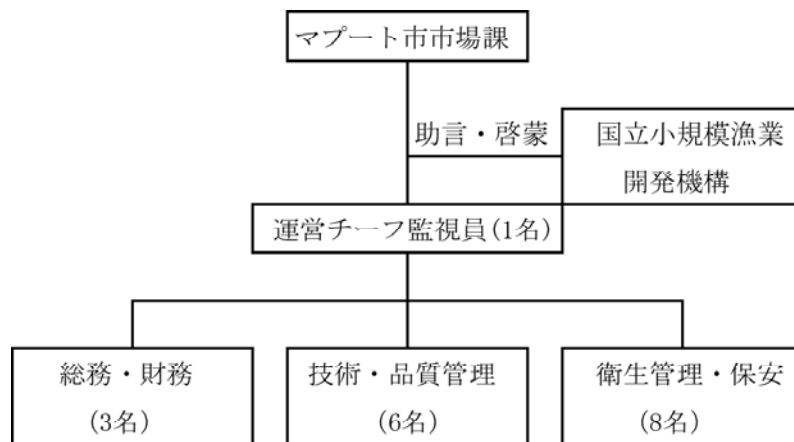 マプート市市場課
助言・啓蒙
国立小規模漁業
開発機構
運営チーフ監視員(1名)
総務・財務
(3名)
技術・品質管理
(6名)
衛生管理・保安
(8名)